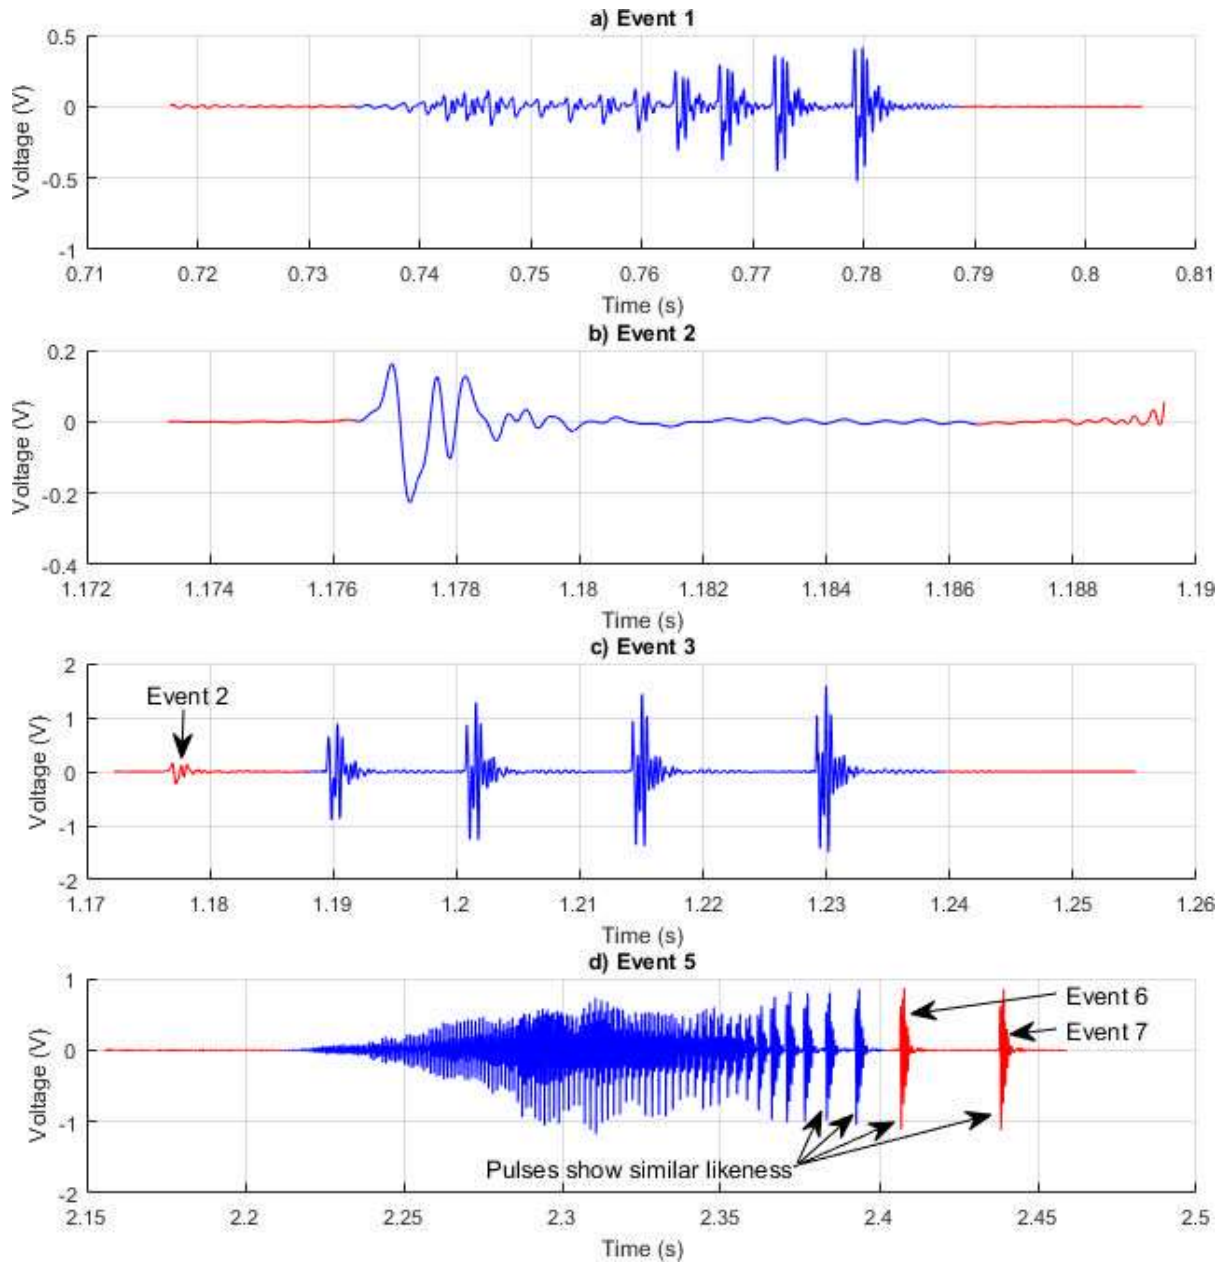 a) Event 1
0.5
0
-0.5
-1
Voltage (V)
0.71 0.72 0.73 0.74 0.75 0.76 0.77 0.78 0.79 0.8 0.81
Time (s)
b) Event 2
0.2
0
-0.2
-0.4
Voltage (V)
1.172 1.174 1.176 1.178 1.18 1.182 1.184 1.186 1.188 1.19
Time (s)
c) Event 3
2
Event 2
1
0
-1
-2
Voltage (V)
1.17 1.18 1.19 1.2 1.21 1.22 1.23 1.24 1.25 1.26
Time (s)
d) Event 5
1
Event 6
Event 7
0
-1
Pulses show similar likeness
-2
Voltage (V)
2.15 2.2 2.25 2.3 2.35 2.4 2.45 2.5
Time (s)